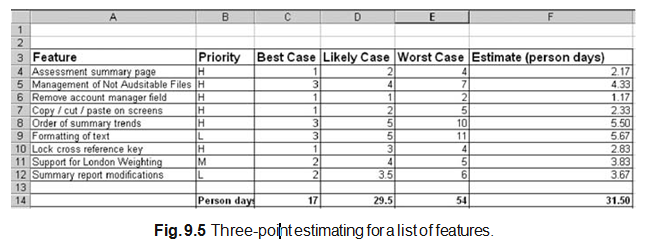 A B C D E F
1
2
3 Feature Priority Best Case Likely Case Worst Case Estimate (person days)
4 Assessment summary page H 1 2 4 2.17
5 Management of Not Audsitable Files H 3 4 7 4.33
6 Remove account manager field H 1 1 2 1.17
7 Copy / cut / paste on screens H 1 2 5 2.33
8 Order of summary trends H 3 5 10 5.50
9 Formatting of text L 3 5 11 5.67
10 Lock cross reference key H 1 3 4 2.83
11 Support for London Weighting M 2 4 5 3.83
12 Summary report modifications L 2 3.5 6 3.67
13
14 Person days 17 29.5 54 31.50
Fig. 9.5 Three-point estimating for a list of features.